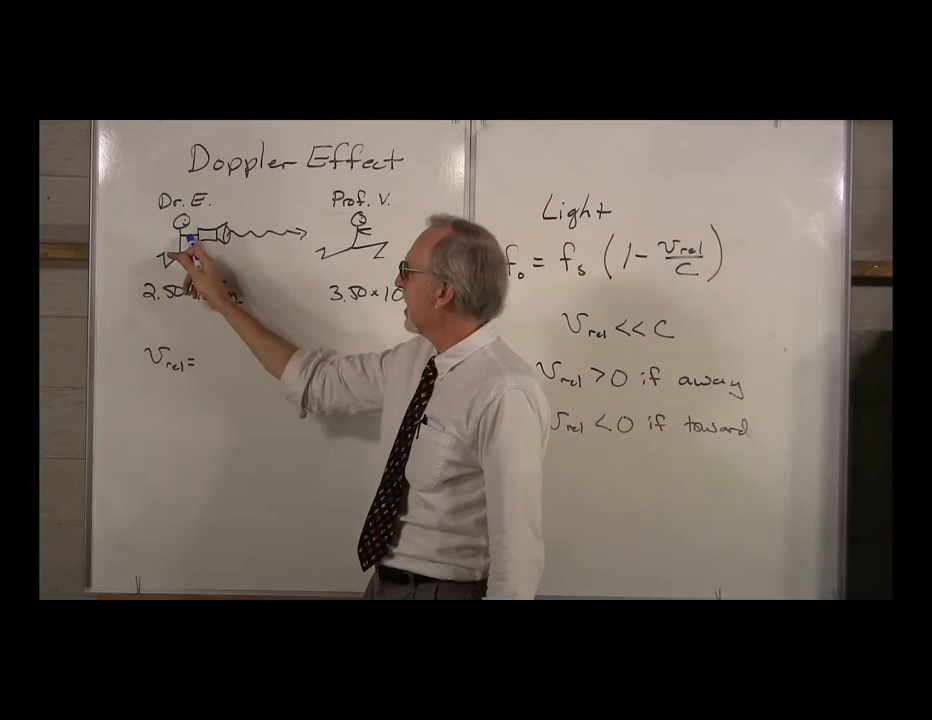 Doppler Effect
Dr. E.
Prof. V.
2.50
3.50 × 10
v_rel =
Light
f_o = f_s (1 - v_rel/c)
v_rel << c
v_rel > 0 if away
v_rel < 0 if toward